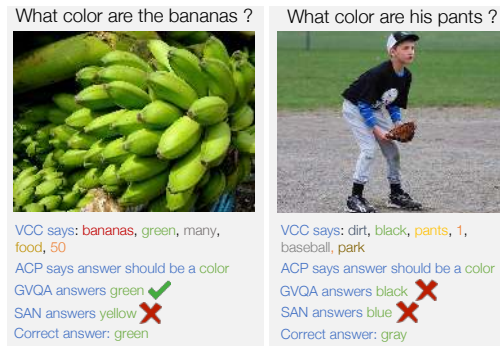 What color are the bananas ?
VCC says: bananas, green, many,
food, 50
ACP says answer should be a color
GVQA answers green
SAN answers yellow
Correct answer: green
What color are his pants ?
VCC says: dirt, black, pants, 1,
baseball, park
ACP says answer should be a color
GVQA answers black
SAN answers blue
Correct answer: gray